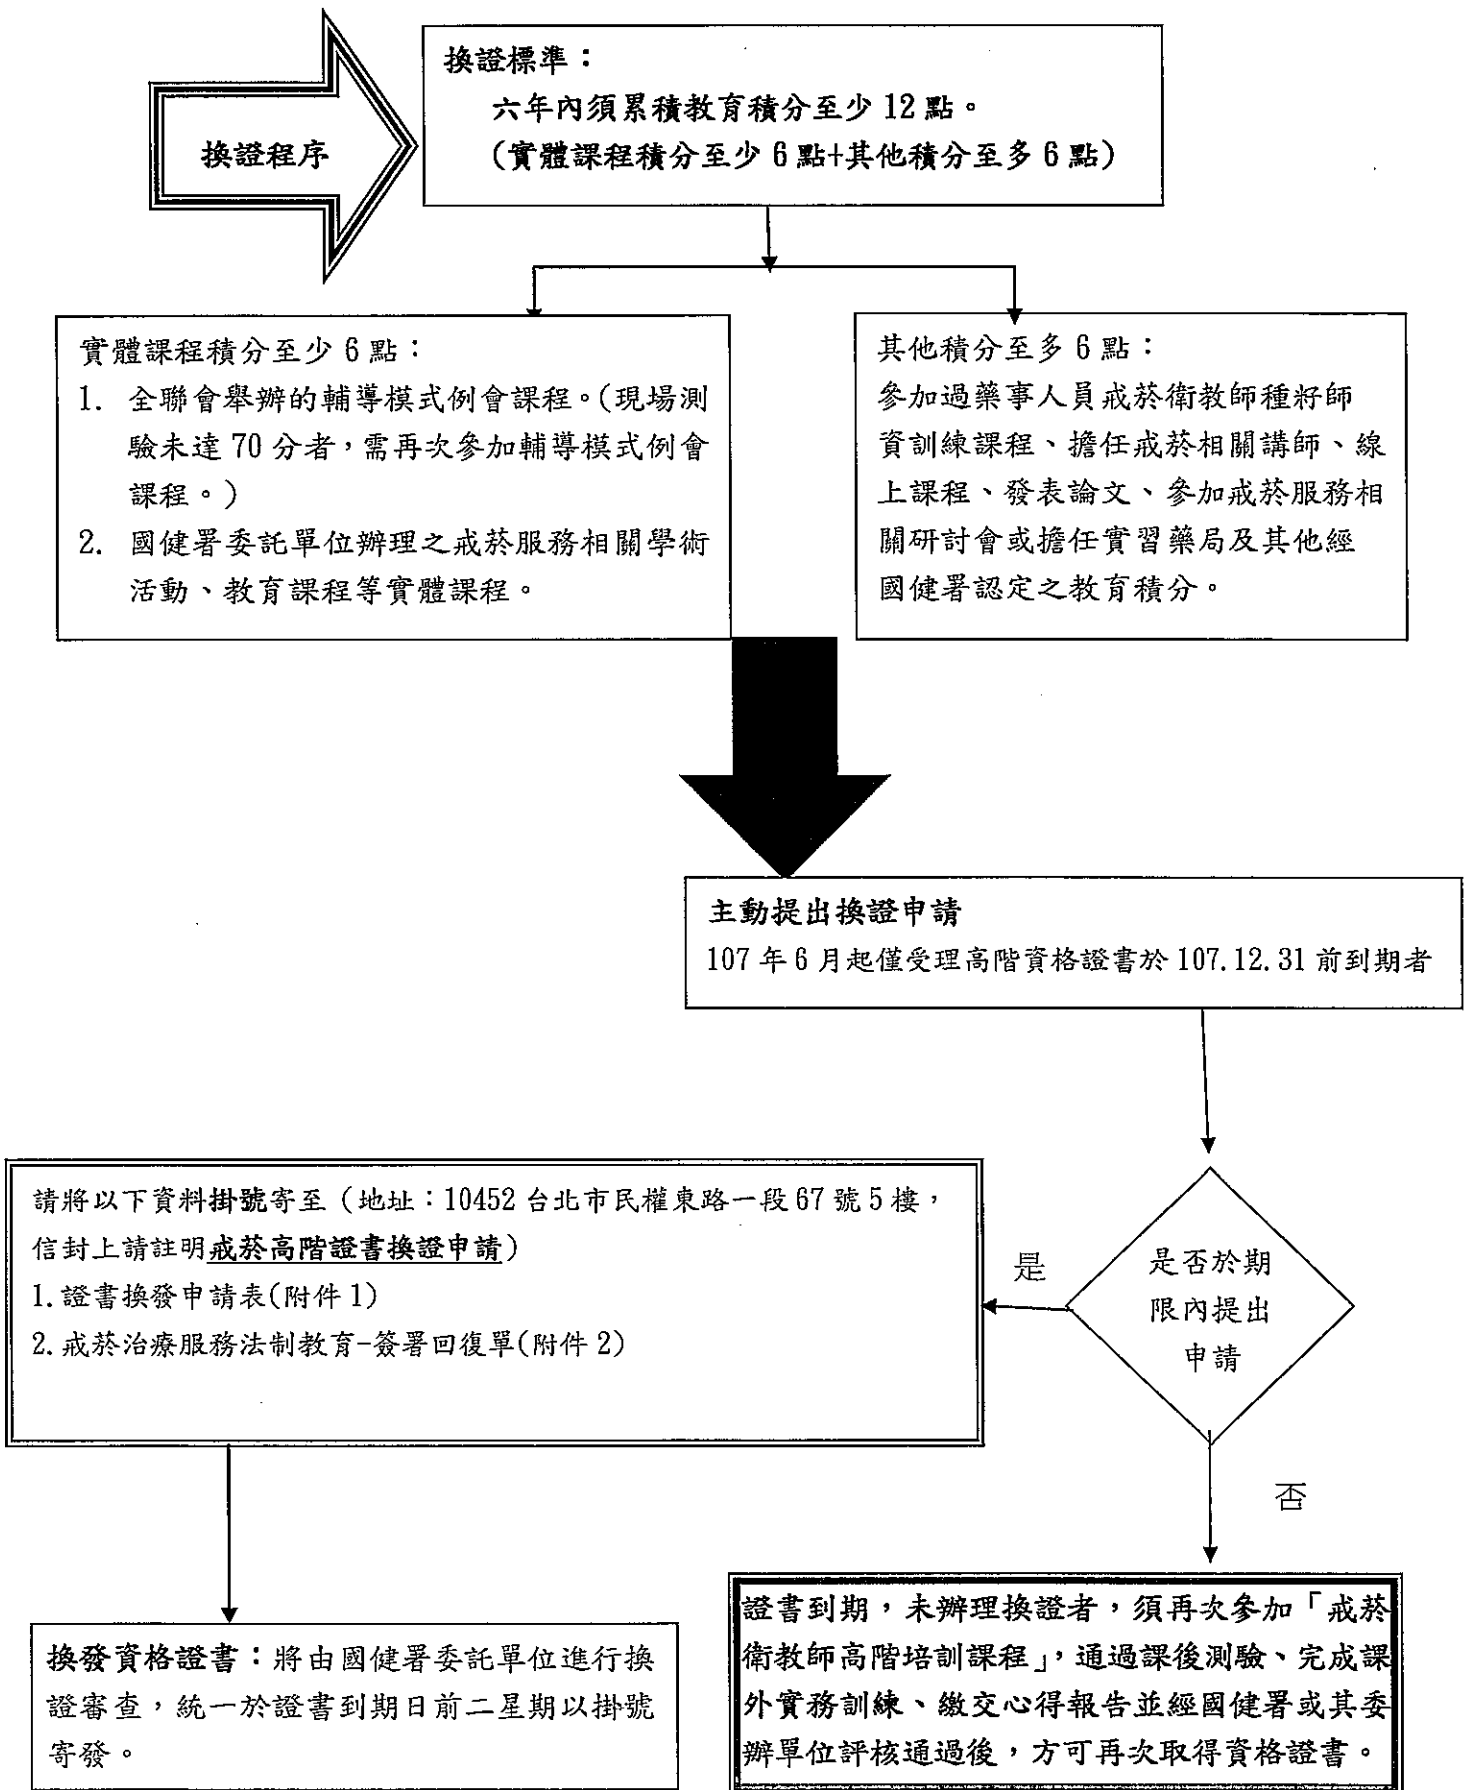 換證程序
換證標準：
六年內須累積教育積分至少 12 點。
(實體課程積分至少 6 點+其他積分至多 6 點)
實體課程積分至少 6 點：
1. 全聯會舉辦的輔導模式例會課程。(現場測
驗未達 70 分者，需再次參加輔導模式例會
課程。)
2. 國健署委託單位辦理之戒菸服務相關學術
活動、教育課程等實體課程。
其他積分至多 6 點：
參加過藥事人員戒菸衛教師種籽師
資訓練課程、擔任戒菸相關講師、線
上課程、發表論文、參加戒菸服務相
關研討會或擔任實習藥局及其他經
國健署認定之教育積分。
主動提出換證申請
107 年 6 月起僅受理高階資格證書於 107.12.31 前到期者
是否於期
限內提出
申請
是
否
請將以下資料掛號寄至（地址：10452 台北市民權東路一段 67 號 5 樓，
信封上請註明戒菸高階證書換證申請）
1.證書換發申請表(附件 1)
2.戒菸治療服務法制教育-簽署回復單(附件 2)
換發資格證書：將由國健署委託單位進行換
證審查，統一於證書到期日前二星期以掛號
寄發。
證書到期，未辦理換證者，須再次參加「戒菸
衛教師高階培訓課程」，通過課後測驗、完成課
外實務訓練、繳交心得報告並經國健署或其委
辦單位評核通過後，方可再次取得資格證書。